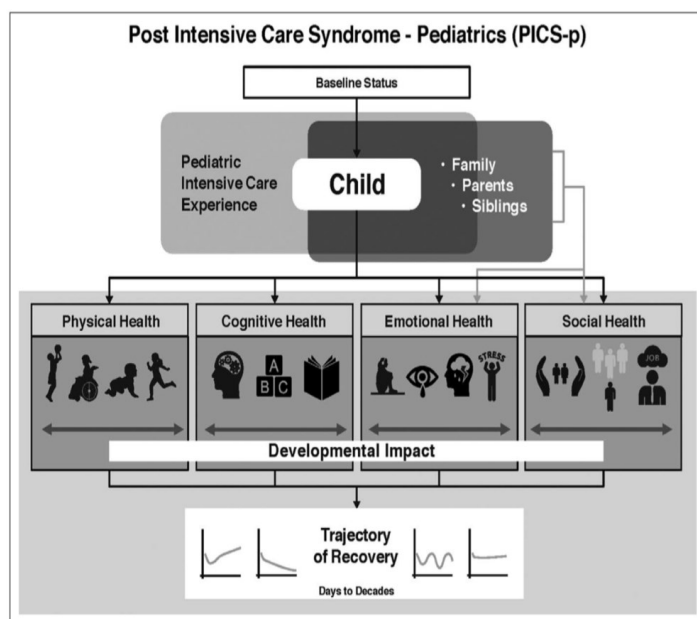 Post Intensive Care Syndrome - Pediatrics (PICS-p)
Baseline Status
Pediatric
Intensive Care
Experience
Child
• Family
• Parents
• Siblings
Physical Health
Cognitive Health
Emotional Health
Social Health
A
B C
STRESS
JOB
Developmental Impact
Trajectory
of Recovery
Days to Decades